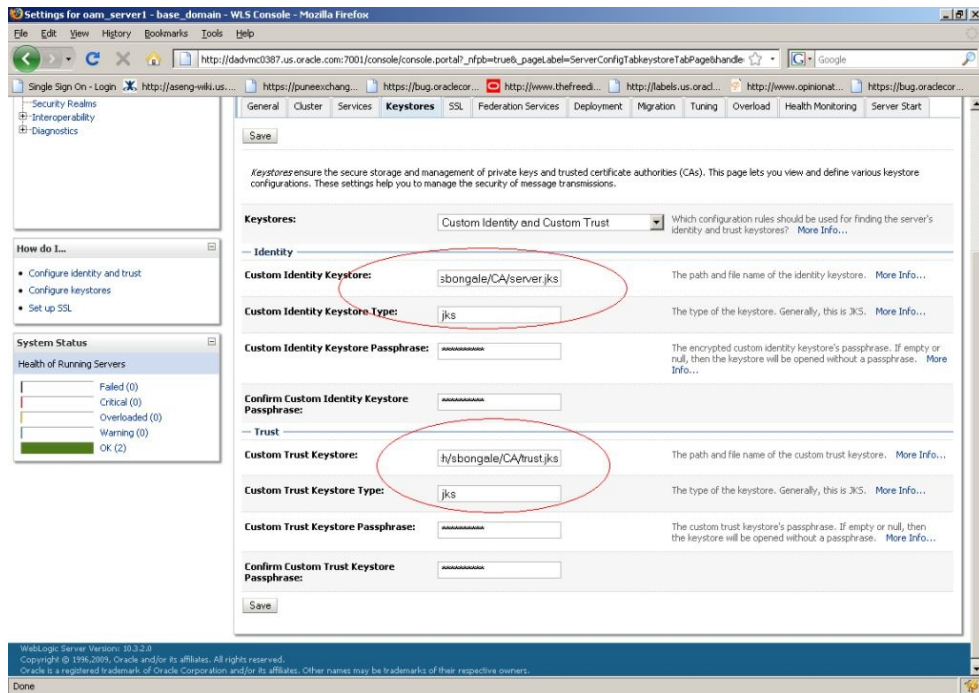 Settings for oam_server1 - base_domain - WLS Console - Mozilla Firefox
File Edit View History Bookmarks Tools Help
http://dadvmc0387.us.oracle.com:7001/console/console.portal?_nfpb=true&_pageLabel=ServerConfigTabkeystoreTabPage&handle
Google
Single Sign On - Login http://aseng-wiki.us.... https://puneexchang... https://bug.oraclecor... http://www.thefreedi... http://labels.us.oracl... http://www.opinionat... https://bug.oraclecor...
Security Realms
Interoperability
Diagnostics
General Cluster Services Keystores SSL Federation Services Deployment Migration Tuning Overload Health Monitoring Server Start
Save
Keystores ensure the secure storage and management of private keys and trusted certificate authorities (CAs). This page lets you view and define various keystore
configurations. These settings help you to manage the security of message transmissions.
Keystores: Custom Identity and Custom Trust Which configuration rules should be used for finding the server's
identity and trust keystores? More Info...
How do I...
Configure identity and trust
Configure keystores
Set up SSL
System Status
Health of Running Servers
Failed (0)
Critical (0)
Overloaded (0)
Warning (0)
OK (2)
Identity
Custom Identity Keystore: sbongale/CA/server.jks The path and file name of the identity keystore. More Info...
Custom Identity Keystore Type: jks The type of the keystore. Generally, this is JKS. More Info...
Custom Identity Keystore Passphrase: ********** The encrypted custom identity keystore's passphrase. If empty or
null, then the keystore will be opened without a passphrase. More
Info...
Confirm Custom Identity Keystore
Passphrase: **********
Trust
Custom Trust Keystore: h/sbongale/CA/trust.jks The path and file name of the custom trust keystore. More Info...
Custom Trust Keystore Type: jks The type of the keystore. Generally, this is JKS. More Info...
Custom Trust Keystore Passphrase: ********** The custom trust keystore's passphrase. If empty or null, then
the keystore will be opened without a passphrase. More Info...
Confirm Custom Trust Keystore
Passphrase: **********
Save
WebLogic Server Version: 10.3.2.0
Copyright © 1996,2009, Oracle and/or its affiliates. All rights reserved.
Oracle is a registered trademark of Oracle Corporation and/or its affiliates. Other names may be trademarks of their respective owners.
Done